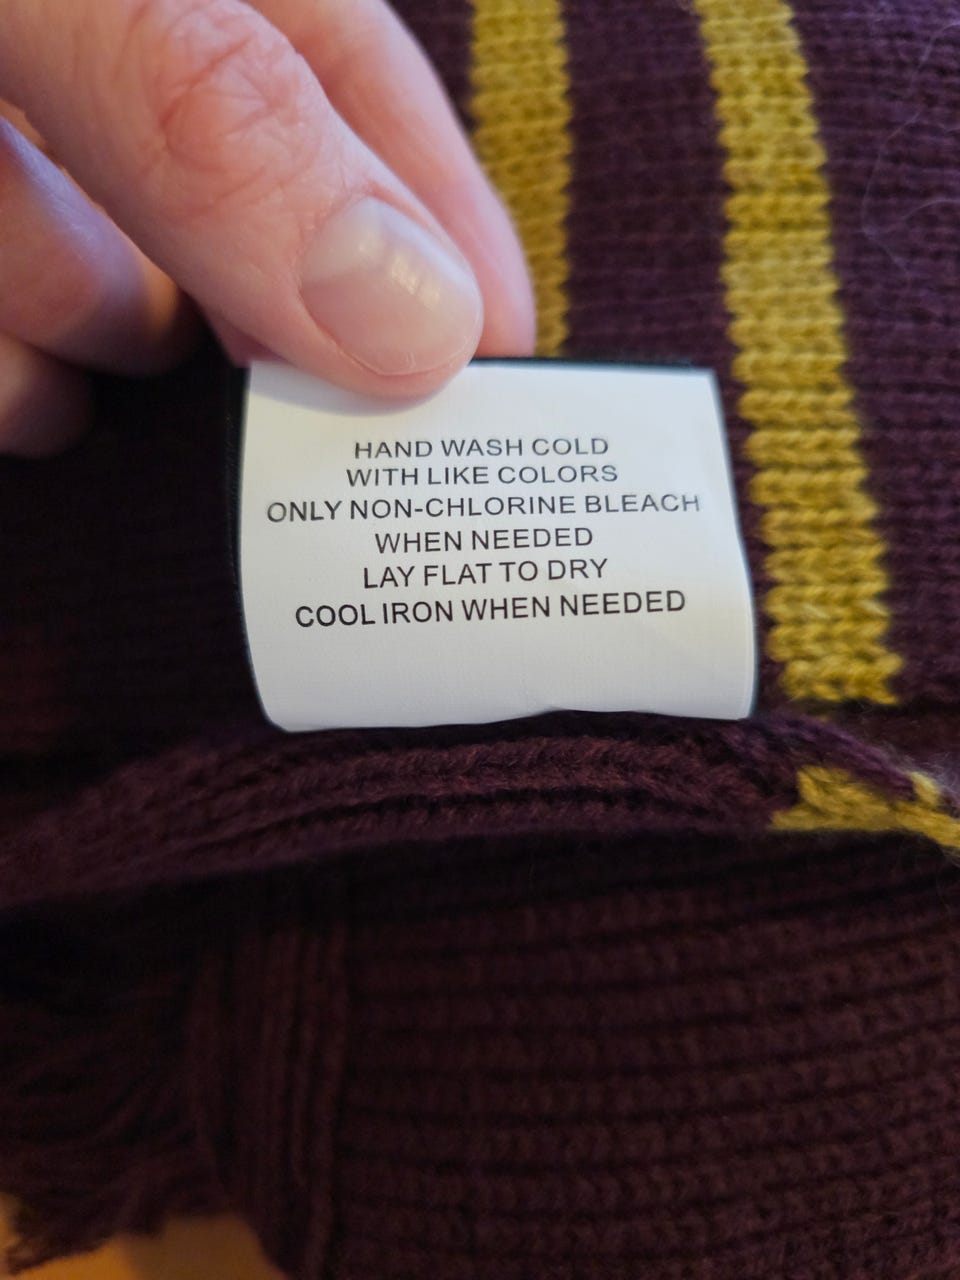 HAND WASH COLD
WITH LIKE COLORS
ONLY NON-CHLORINE BLEACH
WHEN NEEDED
LAY FLAT TO DRY
COOL IRON WHEN NEEDED